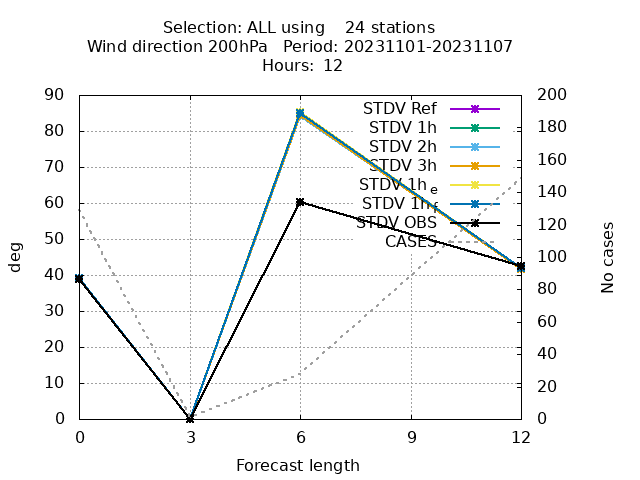 Selection: ALL using    24 stations
Wind direction 200hPa   Period: 20231101-20231107
Hours:  12
90
80
70
60
50
40
30
20
10
0
200
180
160
140
120
100
80
60
40
20
0
deg
No cases
STDV Ref
STDV 1h
STDV 2h
STDV 3h
STDV 1h e
STDV 1h f
STDV OBS
CASES
0 3 6 9 12
Forecast length